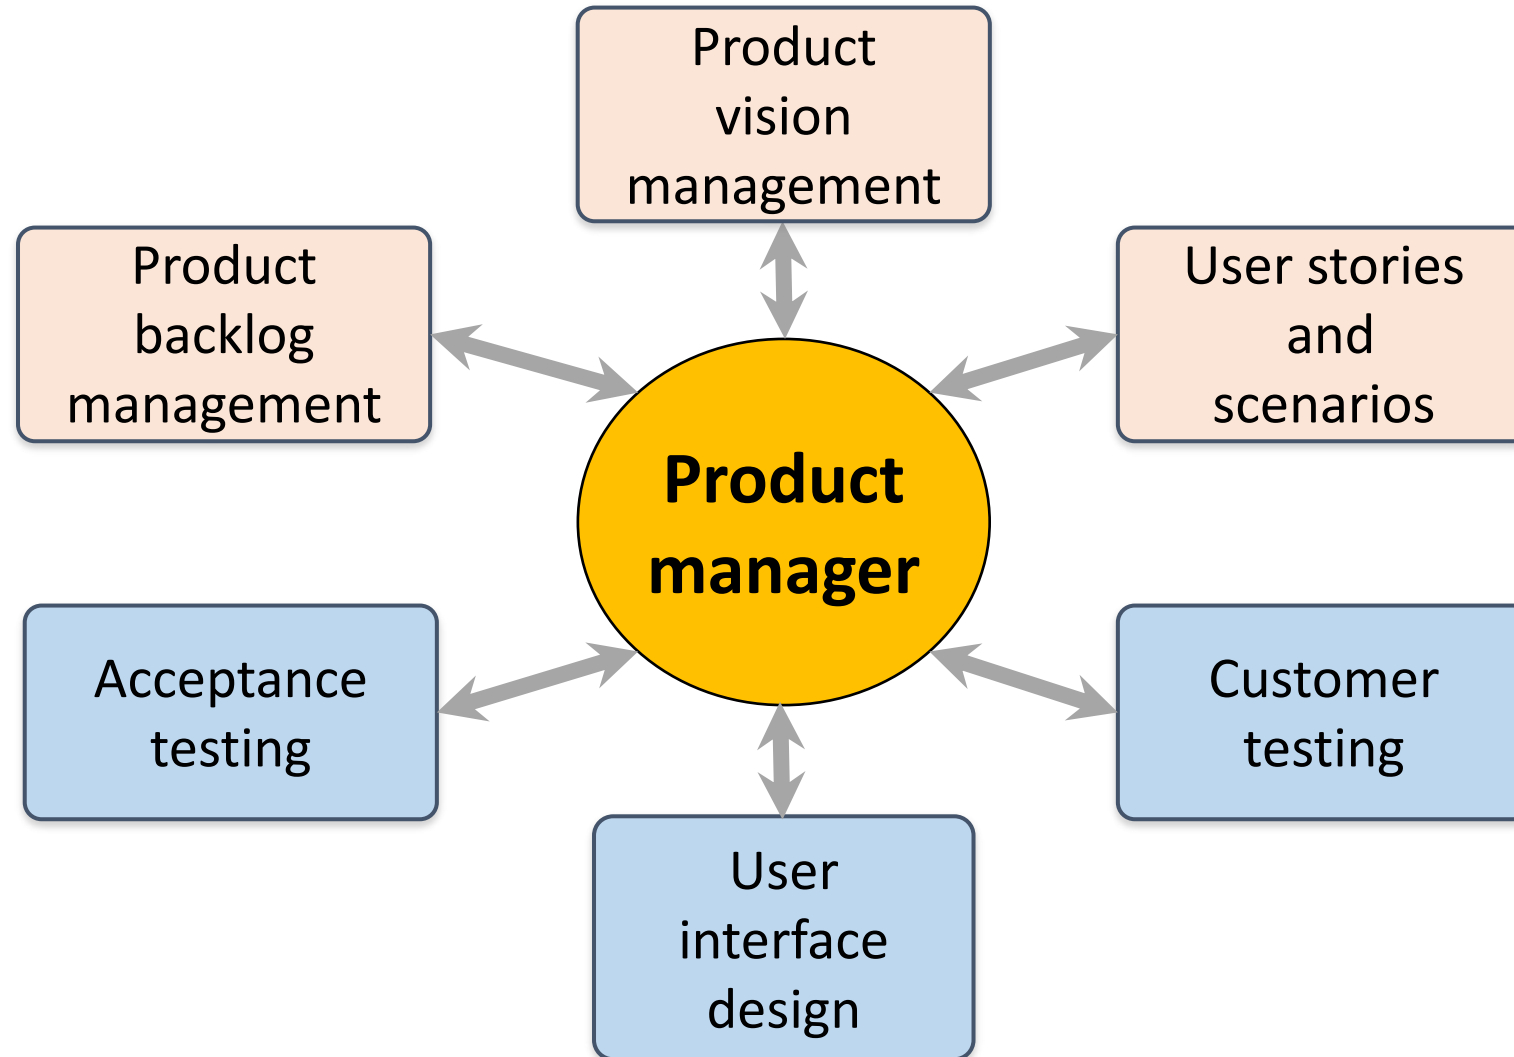 Product
vision
management
Product
backlog
management
User stories
and
scenarios
Product
manager
Acceptance
testing
Customer
testing
User
interface
design